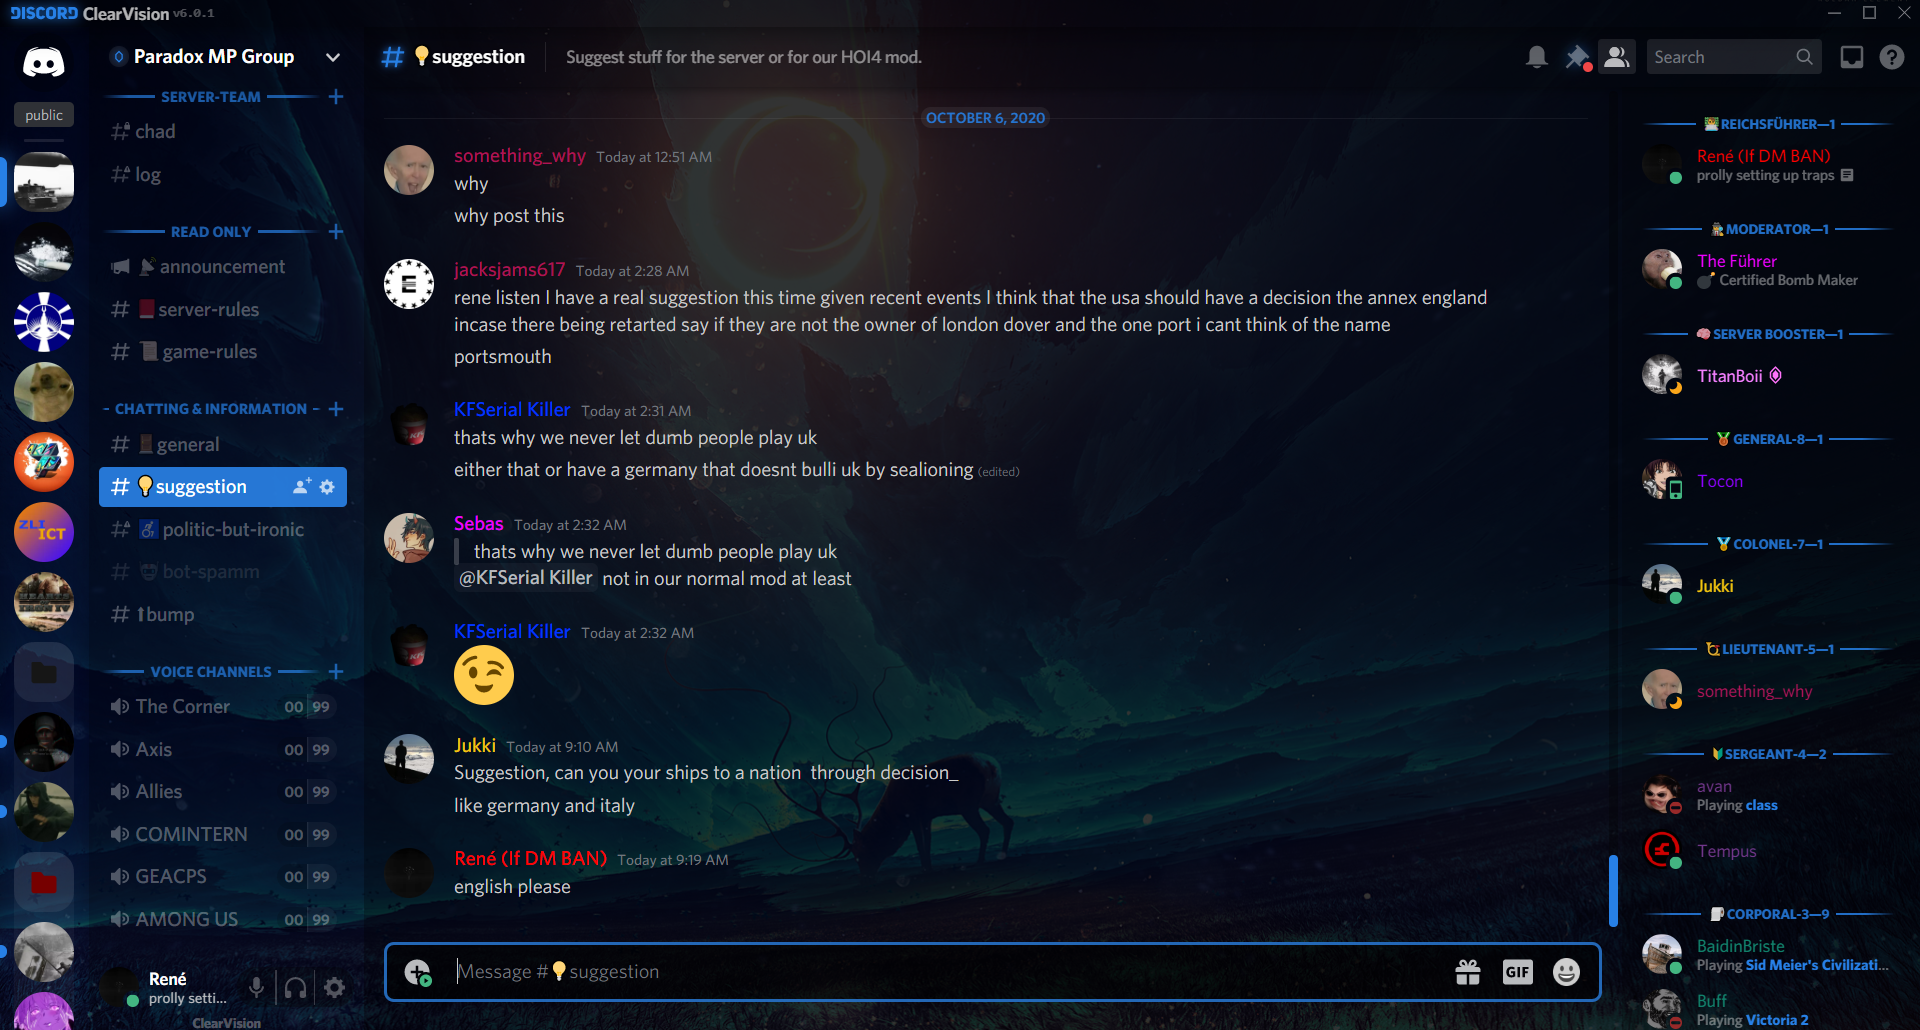 DISCORD ClearVision v6.0.1
public
ZLI
ICT
Paradox MP Group
SERVER-TEAM
chad
log
READ ONLY
announcement
server-rules
game-rules
CHATTING & INFORMATION
general
suggestion
politic-but-ironic
bot-spamm
bump
VOICE CHANNELS
The Corner 00 99
Axis 00 99
Allies 00 99
COMINTERN 00 99
GEACPS 00 99
AMONG US 00 99
René
prolly setti...
ClearVision
# suggestion Suggest stuff for the server or for our HOI4 mod.
Search
OCTOBER 6, 2020
something_why Today at 12:51 AM
why
why post this
jacksjams617 Today at 2:28 AM
rene listen I have a real suggestion this time given recent events I think that the usa should have a decision the annex england
incase there being retarted say if they are not the owner of london dover and the one port i cant think of the name
portsmouth
KFSerial Killer Today at 2:31 AM
thats why we never let dumb people play uk
either that or have a germany that doesnt bulli uk by sealioning (edited)
Sebas Today at 2:32 AM
thats why we never let dumb people play uk
@KFSerial Killer not in our normal mod at least
KFSerial Killer Today at 2:32 AM
Jukki Today at 9:10 AM
Suggestion, can you your ships to a nation through decision_
like germany and italy
René (If DM BAN) Today at 9:19 AM
english please
Message # suggestion
GIF
REICHSFÜHRER—1
René (If DM BAN)
prolly setting up traps
MODERATOR—1
The Führer
Certified Bomb Maker
SERVER BOOSTER—1
TitanBoii
GENERAL-8—1
Tocon
COLONEL-7—1
Jukki
LIEUTENANT-5—1
something_why
SERGEANT-4—2
avan
Playing class
Tempus
CORPORAL-3—9
BaidinBriste
Playing Sid Meier's Civilizati...
Buff
Playing Victoria 2